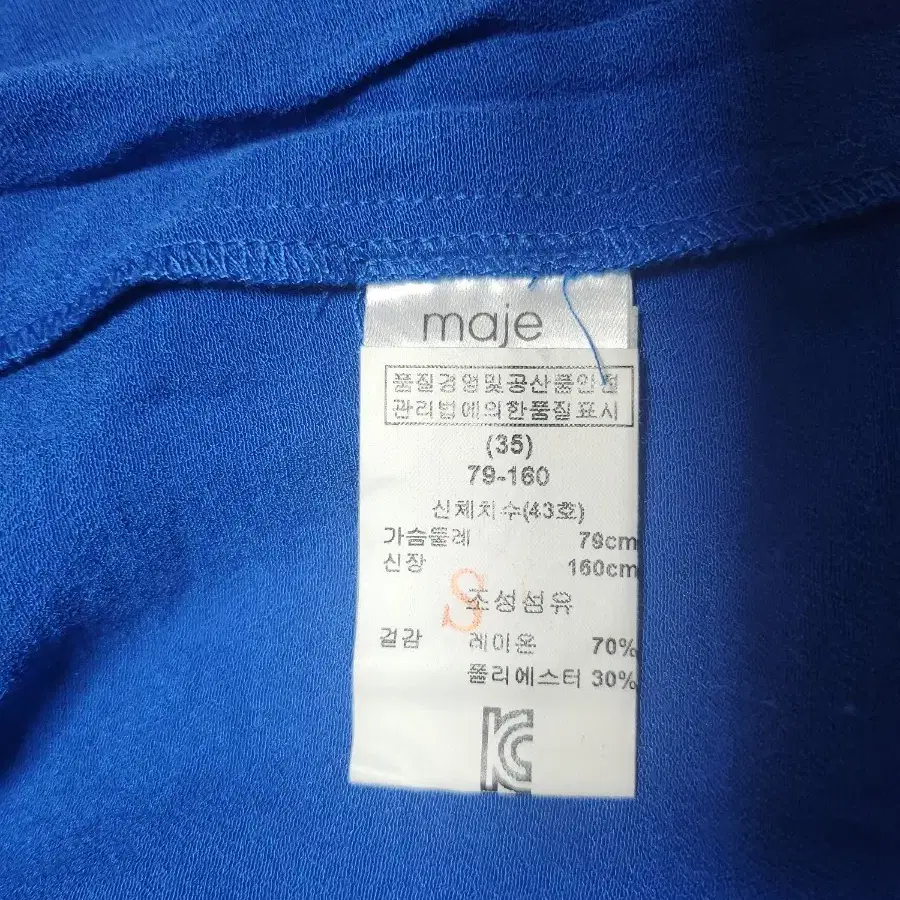 maje
품질경영및공산품안전
관리법에의한품질표시
(35)
79-160
신체치수(43호)
가슴둘레 79cm
신장 160cm
S
조성섬유
겉감 레이온 70%
폴리에스터 30%
KC